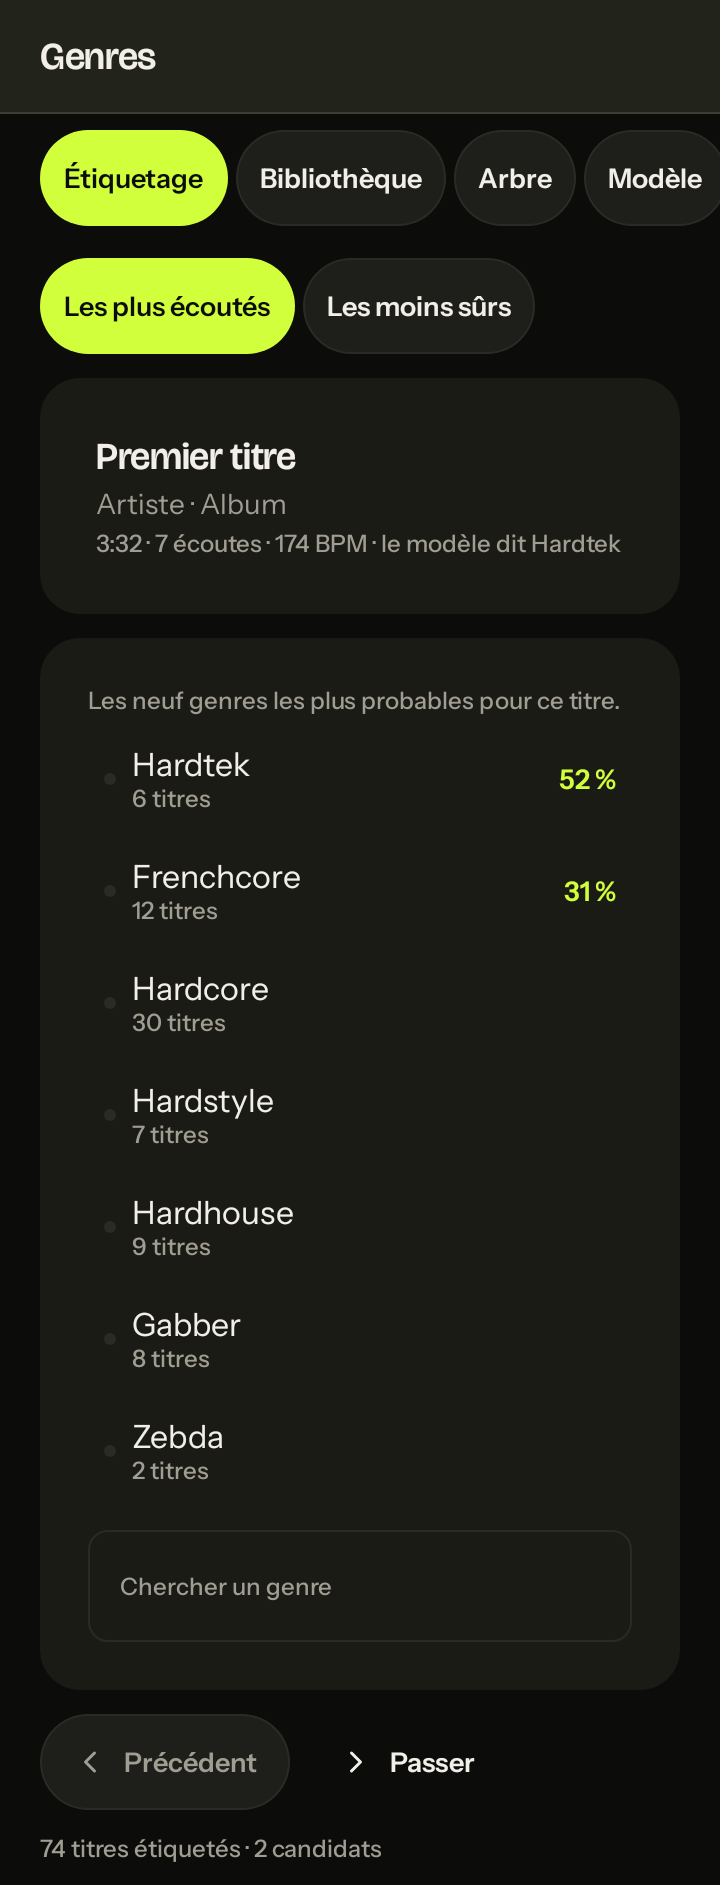 Genres
Étiquetage
Bibliothèque
Arbre
Modèle
Les plus écoutés
Les moins sûrs
Premier titre
Artiste · Album
3:32 · 7 écoutes · 174 BPM · le modèle dit Hardtek
Les neuf genres les plus probables pour ce titre.
Hardtek
6 titres
52 %
Frenchcore
12 titres
31 %
Hardcore
30 titres
Hardstyle
7 titres
Hardhouse
9 titres
Gabber
8 titres
Zebda
2 titres
Chercher un genre
Précédent
Passer
74 titres étiquetés · 2 candidats